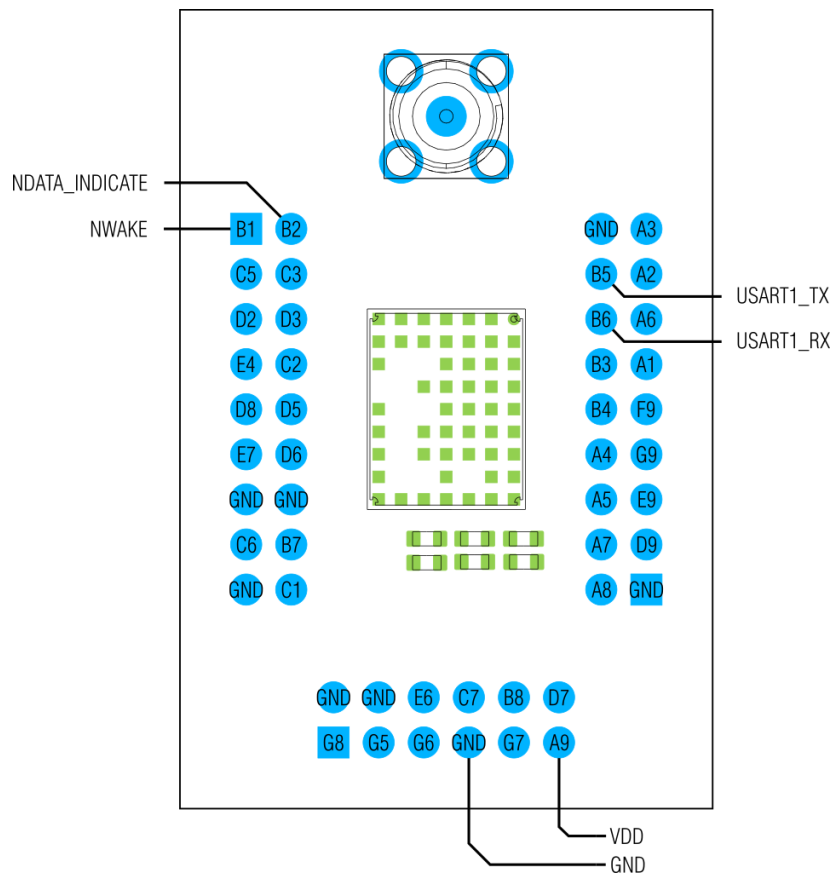 NDATA_INDICATE
NWAKE
B1 B2
C5 C3
D2 D3
E4 C2
D8 D5
E7 D6
GND GND
C6 B7
GND C1
GND A3
B5 A2
B6 A6
B3 A1
B4 F9
A4 G9
A5 E9
A7 D9
A8 GND
USART1_TX
USART1_RX
GND GND E6 C7 B8 D7
G8 G5 G6 GND G7 A9
VDD
GND